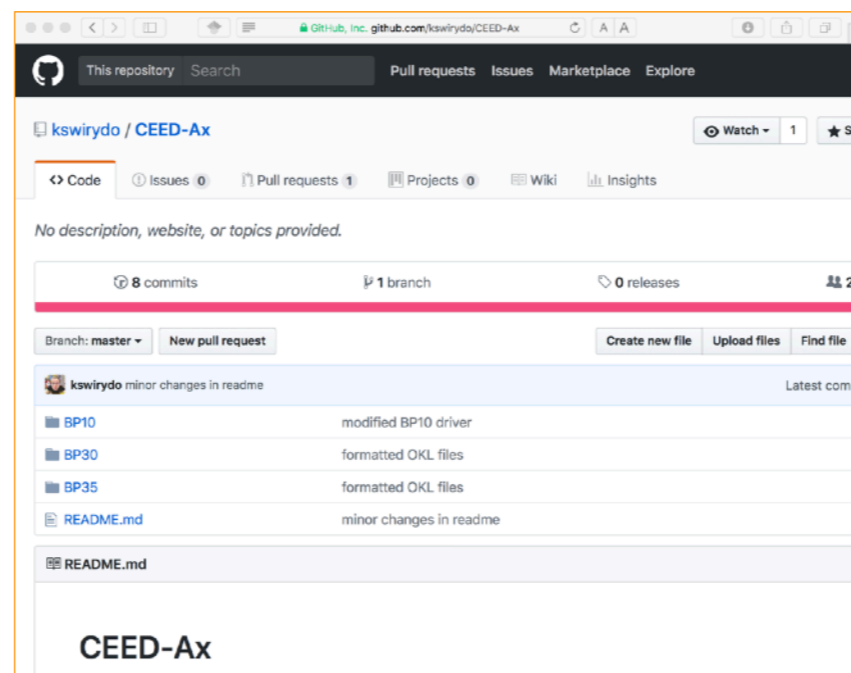 GitHub, Inc. github.com/kswirydo/CEED-Ax A A
This repository Search Pull requests Issues Marketplace Explore
kswirydo / CEED-Ax Watch 1 S
Code Issues 0 Pull requests 1 Projects 0 Wiki Insights
No description, website, or topics provided.
8 commits 1 branch 0 releases 2
Branch: master New pull request Create new file Upload files Find file
kswirydo minor changes in readme Latest com
BP10 modified BP10 driver
BP30 formatted OKL files
BP35 formatted OKL files
README.md minor changes in readme
README.md
CEED-Ax